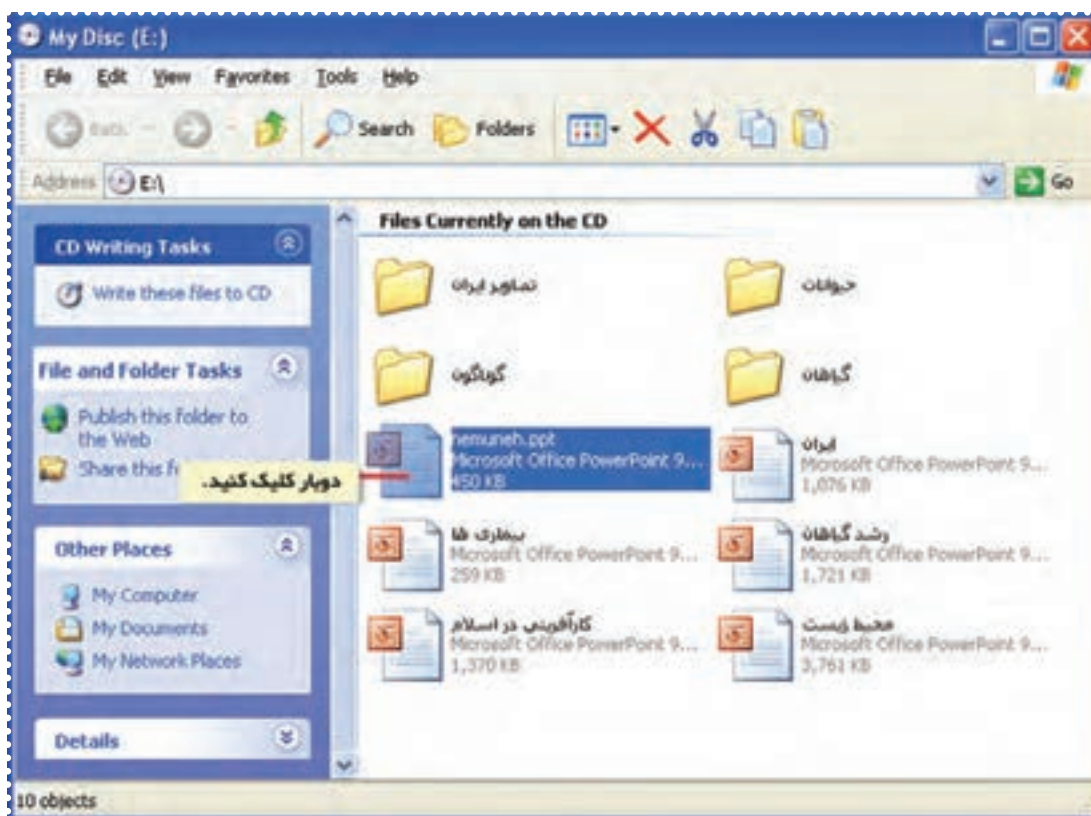 My Disc (E:)
File Edit View Favorites Tools Help
Back Search Folders
Address E:\ Go
CD Writing Tasks
Write these files to CD
File and Folder Tasks
Publish this folder to
the Web
Share this f
دوبار کلیک کنید.
Other Places
My Computer
My Documents
My Network Places
Details
Files Currently on the CD
تصاویر ایران
حیوانات
گوناگون
گیاهان
nemuneh.ppt
Microsoft Office PowerPoint 9...
450 KB
ایران
Microsoft Office PowerPoint 9...
1,076 KB
بیماری ها
Microsoft Office PowerPoint 9...
259 KB
رشد گیاهان
Microsoft Office PowerPoint 9...
1,721 KB
کارآفرینی در اسلام
Microsoft Office PowerPoint 9...
1,370 KB
محیط زیست
Microsoft Office PowerPoint 9...
3,761 KB
10 objects